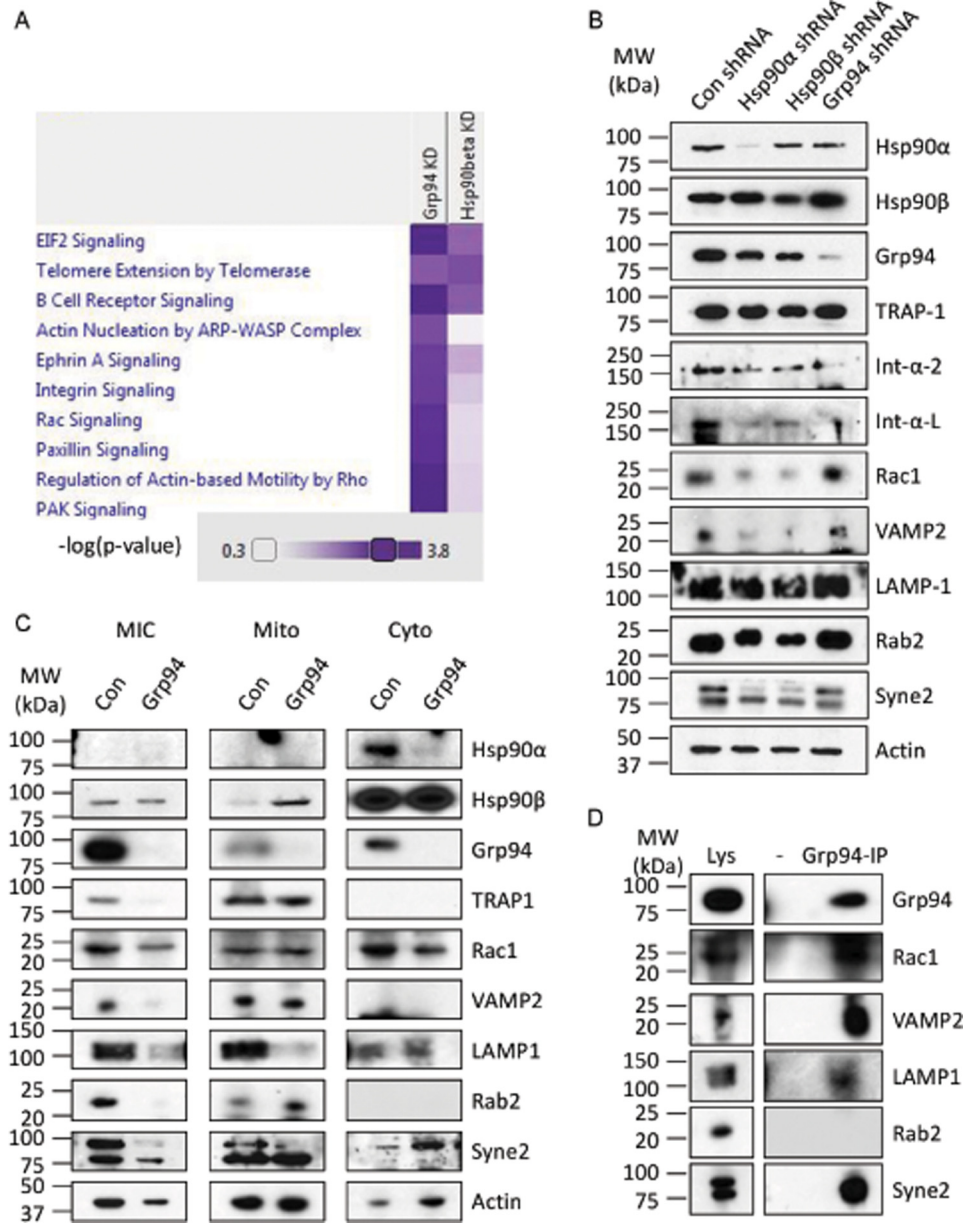 A
Grp94 KD
Hsp90beta KD
EIF2 Signaling
Telomere Extension by Telomerase
B Cell Receptor Signaling
Actin Nucleation by ARP-WASP Complex
Ephrin A Signaling
Integrin Signaling
Rac Signaling
Paxillin Signaling
Regulation of Actin-based Motility by Rho
PAK Signaling
-log(p-value)
0.3
3.8
B
MW
(kDa)
Con shRNA
Hsp90α shRNA
Hsp90β shRNA
Grp94 shRNA
100
75
Hsp90α
100
75
Hsp90β
100
75
Grp94
100
75
TRAP-1
250
150
Int-α-2
250
150
Int-α-L
25
20
Rac1
25
20
VAMP2
150
100
LAMP-1
25
20
Rab2
100
75
Syne2
50
37
Actin
C
MIC Mito Cyto
MW
(kDa)
Con Grp94 Con Grp94 Con Grp94
100
75
Hsp90α
100
75
Hsp90β
100
75
Grp94
100
75
TRAP1
25
20
Rac1
25
20
VAMP2
150
100
LAMP1
25
20
Rab2
100
75
Syne2
50
37
Actin
D
MW
(kDa)
Lys - Grp94-IP
100
75
Grp94
25
20
Rac1
25
20
VAMP2
150
100
LAMP1
25
20
Rab2
100
75
Syne2